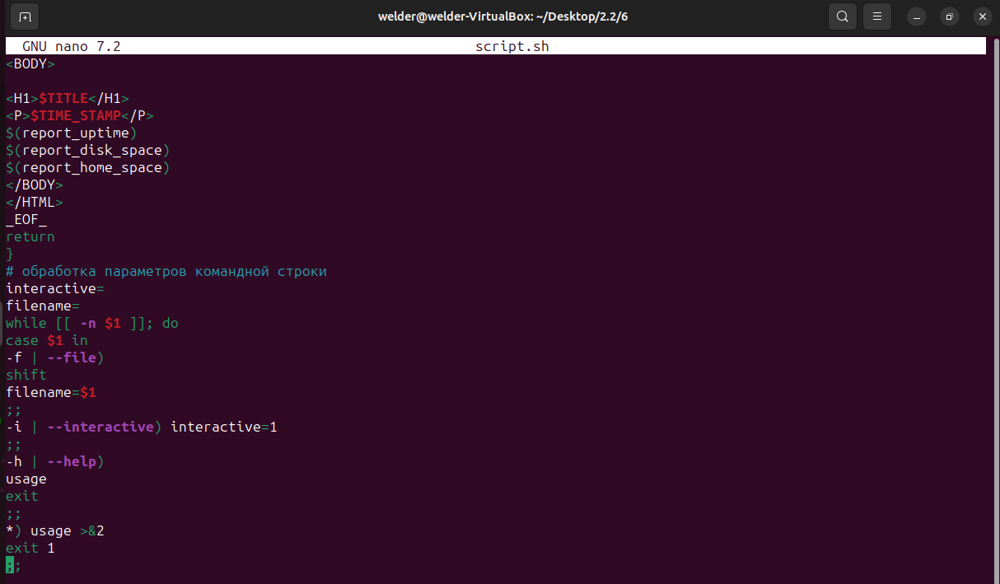 welder@welder-VirtualBox: ~/Desktop/2.2/6
GNU nano 7.2 script.sh
<BODY>
<H1>$TITLE</H1>
<P>$TIME_STAMP</P>
$(report_uptime)
$(report_disk_space)
$(report_home_space)
</BODY>
</HTML>
_EOF_
return
}
# обработка параметров командной строки
interactive=
filename=
while [[ -n $1 ]]; do
case $1 in
-f | --file)
shift
filename=$1
;;
-i | --interactive) interactive=1
;;
-h | --help)
usage
exit
;;
*) usage >&2
exit 1
;;